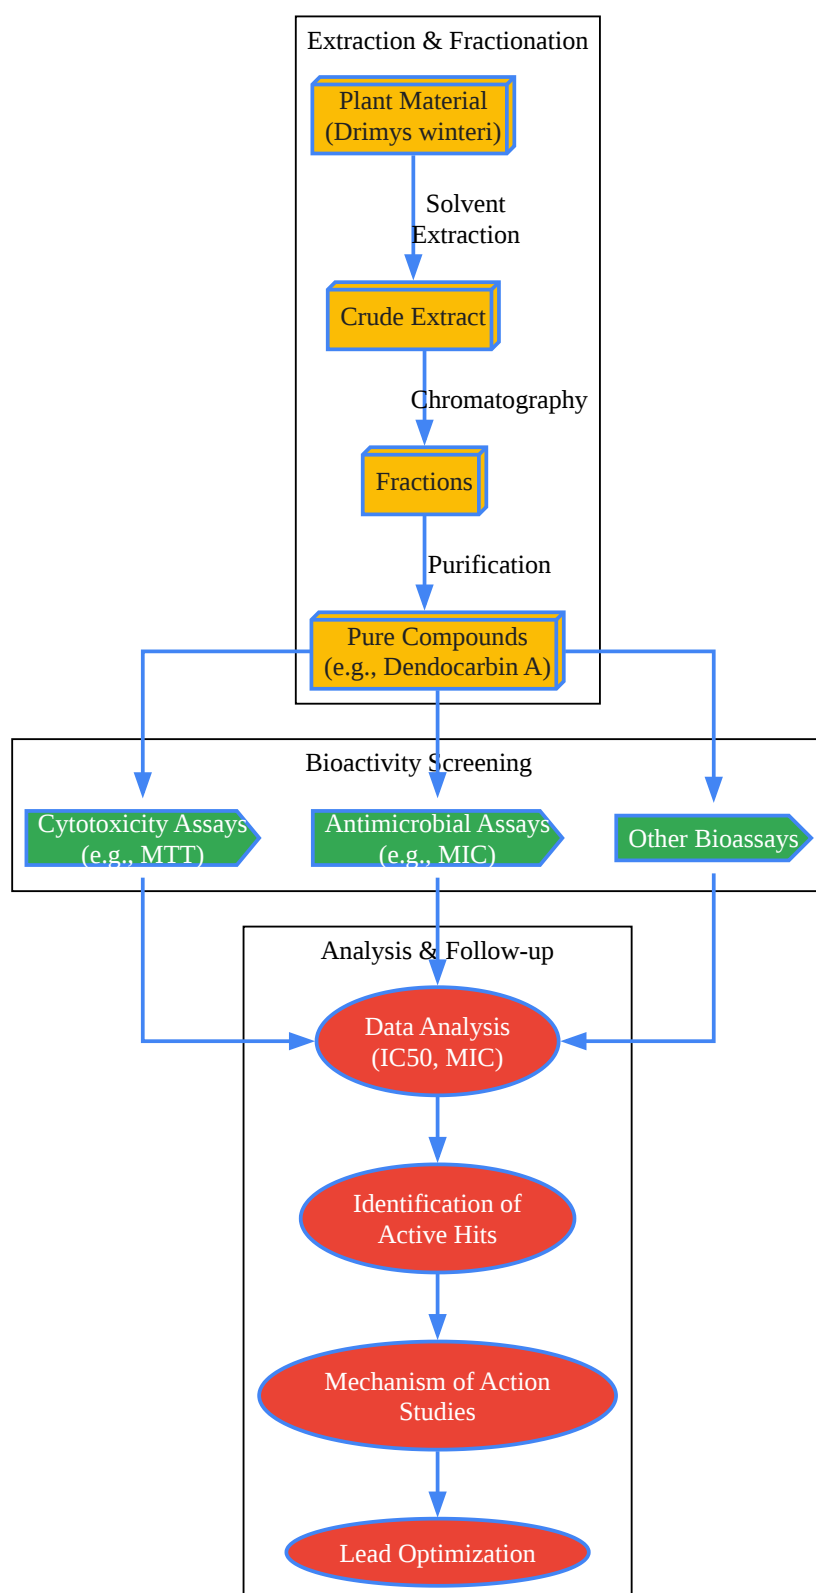 Extraction & Fractionation
Plant Material
(Drimys winteri)
Solvent
Extraction
Crude Extract
Chromatography
Fractions
Purification
Pure Compounds
(e.g., Dendocarbin A)
Bioactivity Screening
Cytotoxicity Assays
(e.g., MTT)
Antimicrobial Assays
(e.g., MIC)
Other Bioassays
Analysis & Follow-up
Data Analysis
(IC50, MIC)
Identification of
Active Hits
Mechanism of Action
Studies
Lead Optimization